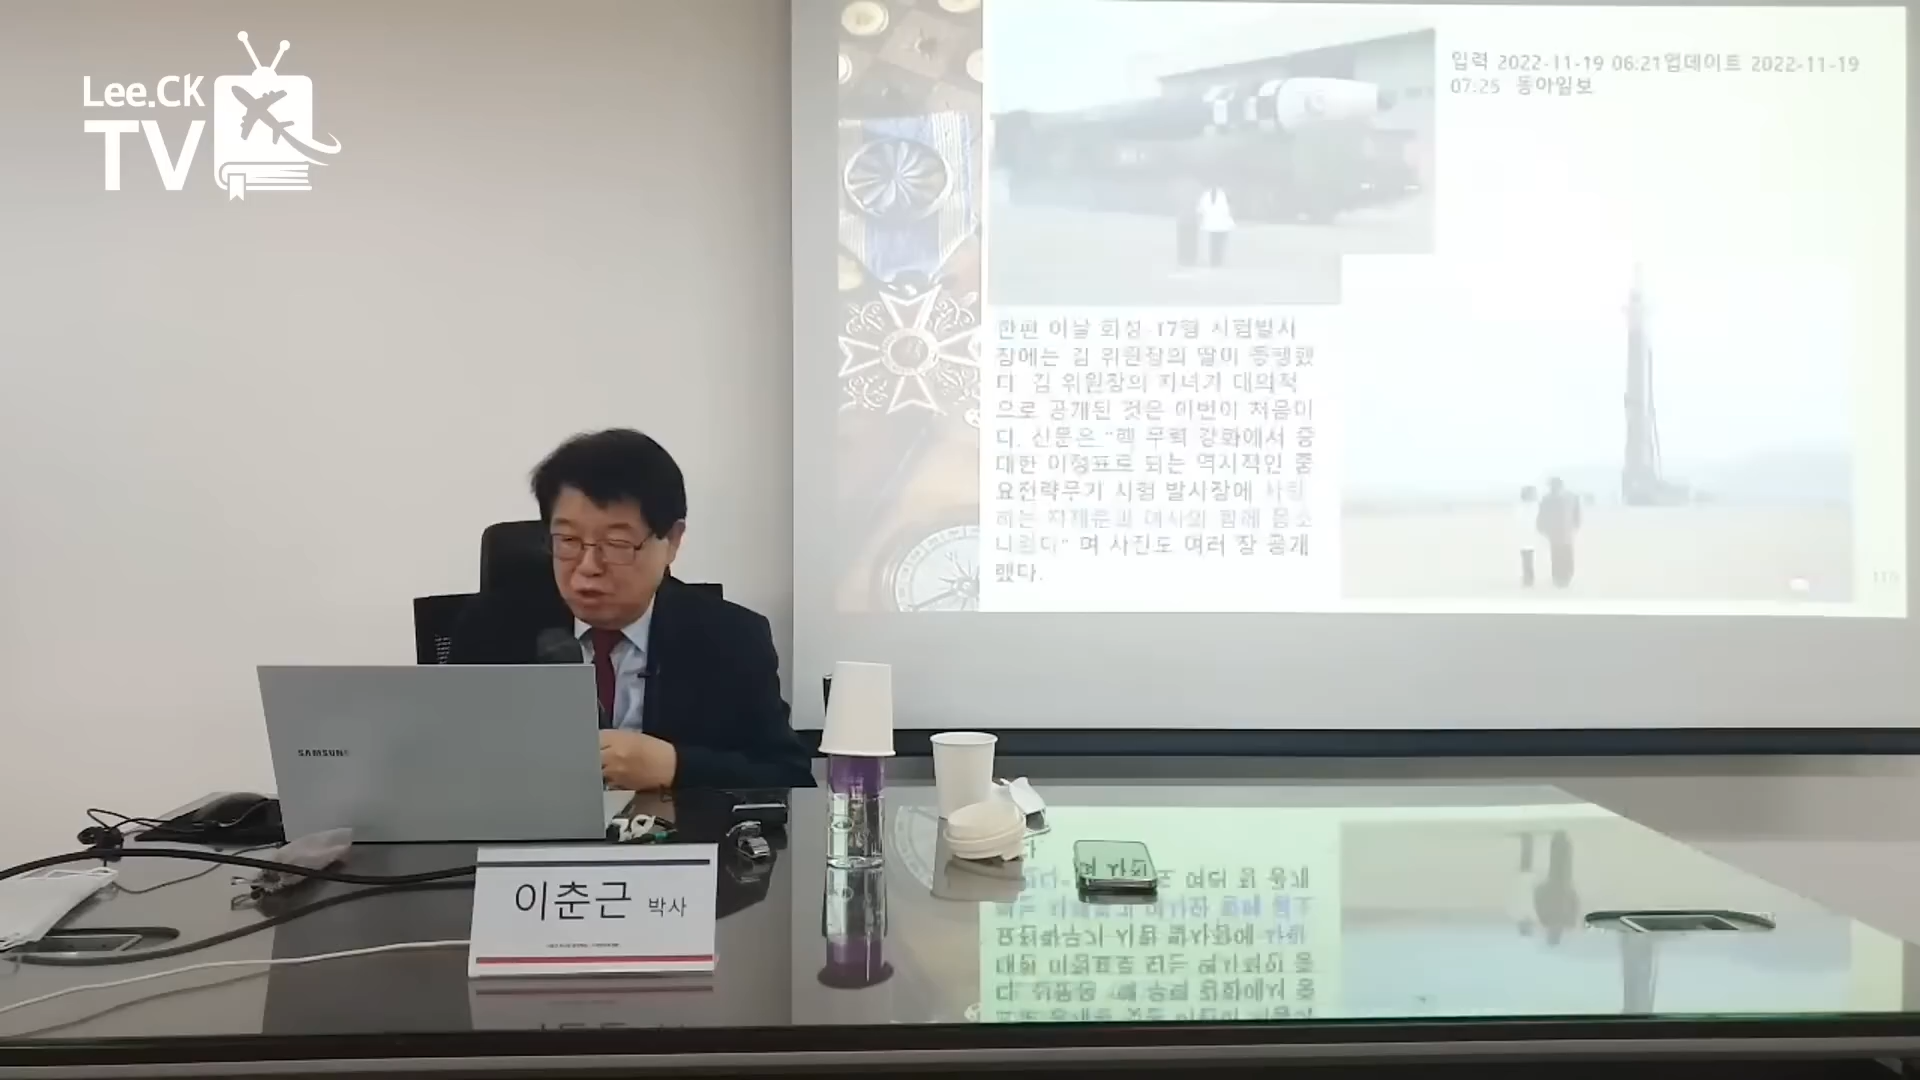 Lee.CK
TV
입력 2022-11-19 06:21업데이트 2022-11-19
07:25 동아일보
한편 이날 화성-17형 시험발사
장에는 김 위원장의 딸이 동행했
다. 김 위원장의 자녀가 대외적
으로 공개된 것은 이번이 처음이
다. 신문은 "핵 무력 강화에서 중
대한 이정표로 되는 역사적인 중
요전략무기 시험 발사장에 사랑
하는 자제분과 여사와 함께 몸소
나왔다" 며 사진도 여러 장 공개
했다.
SAMSUNG
이춘근 박사